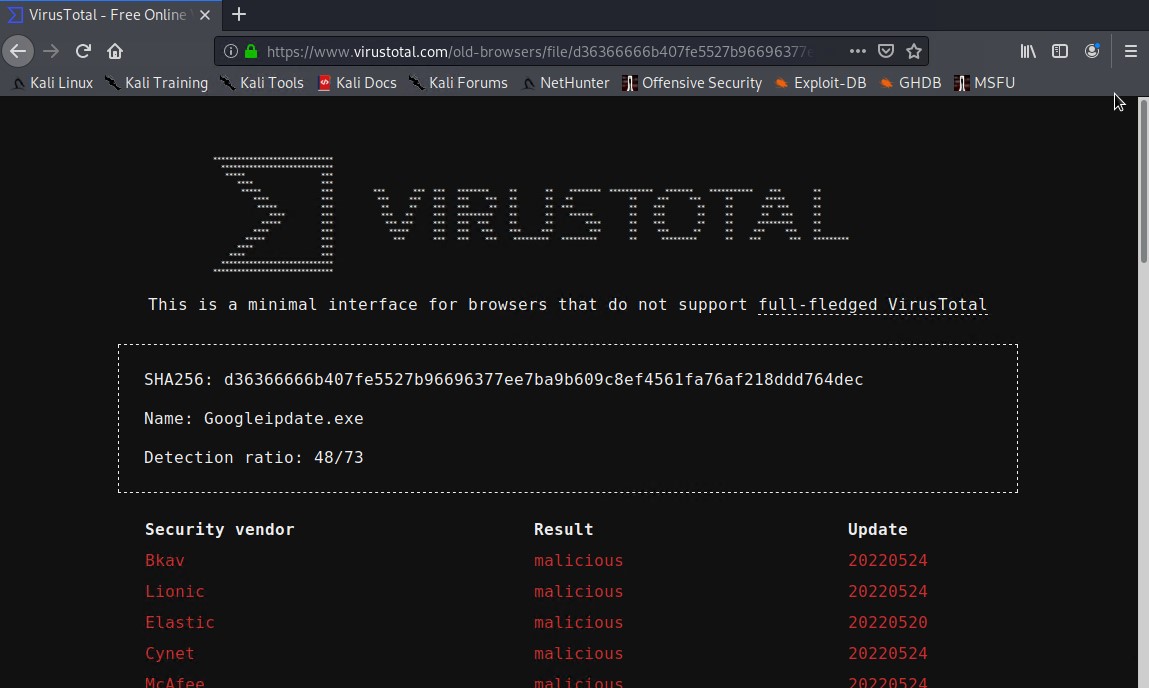 VirusTotal - Free Online
https://www.virustotal.com/old-browsers/file/d36366666b407fe5527b96696377e
Kali Linux Kali Training Kali Tools Kali Docs Kali Forums NetHunter Offensive Security Exploit-DB GHDB MSFU
VIRUSTOTAL
This is a minimal interface for browsers that do not support full-fledged VirusTotal
SHA256: d36366666b407fe5527b96696377ee7ba9b609c8ef4561fa76af218ddd764dec
Name: Googleipdate.exe
Detection ratio: 48/73
Security vendor Result Update
Bkav malicious 20220524
Lionic malicious 20220524
Elastic malicious 20220520
Cynet malicious 20220524
McAfee malicious 20220524